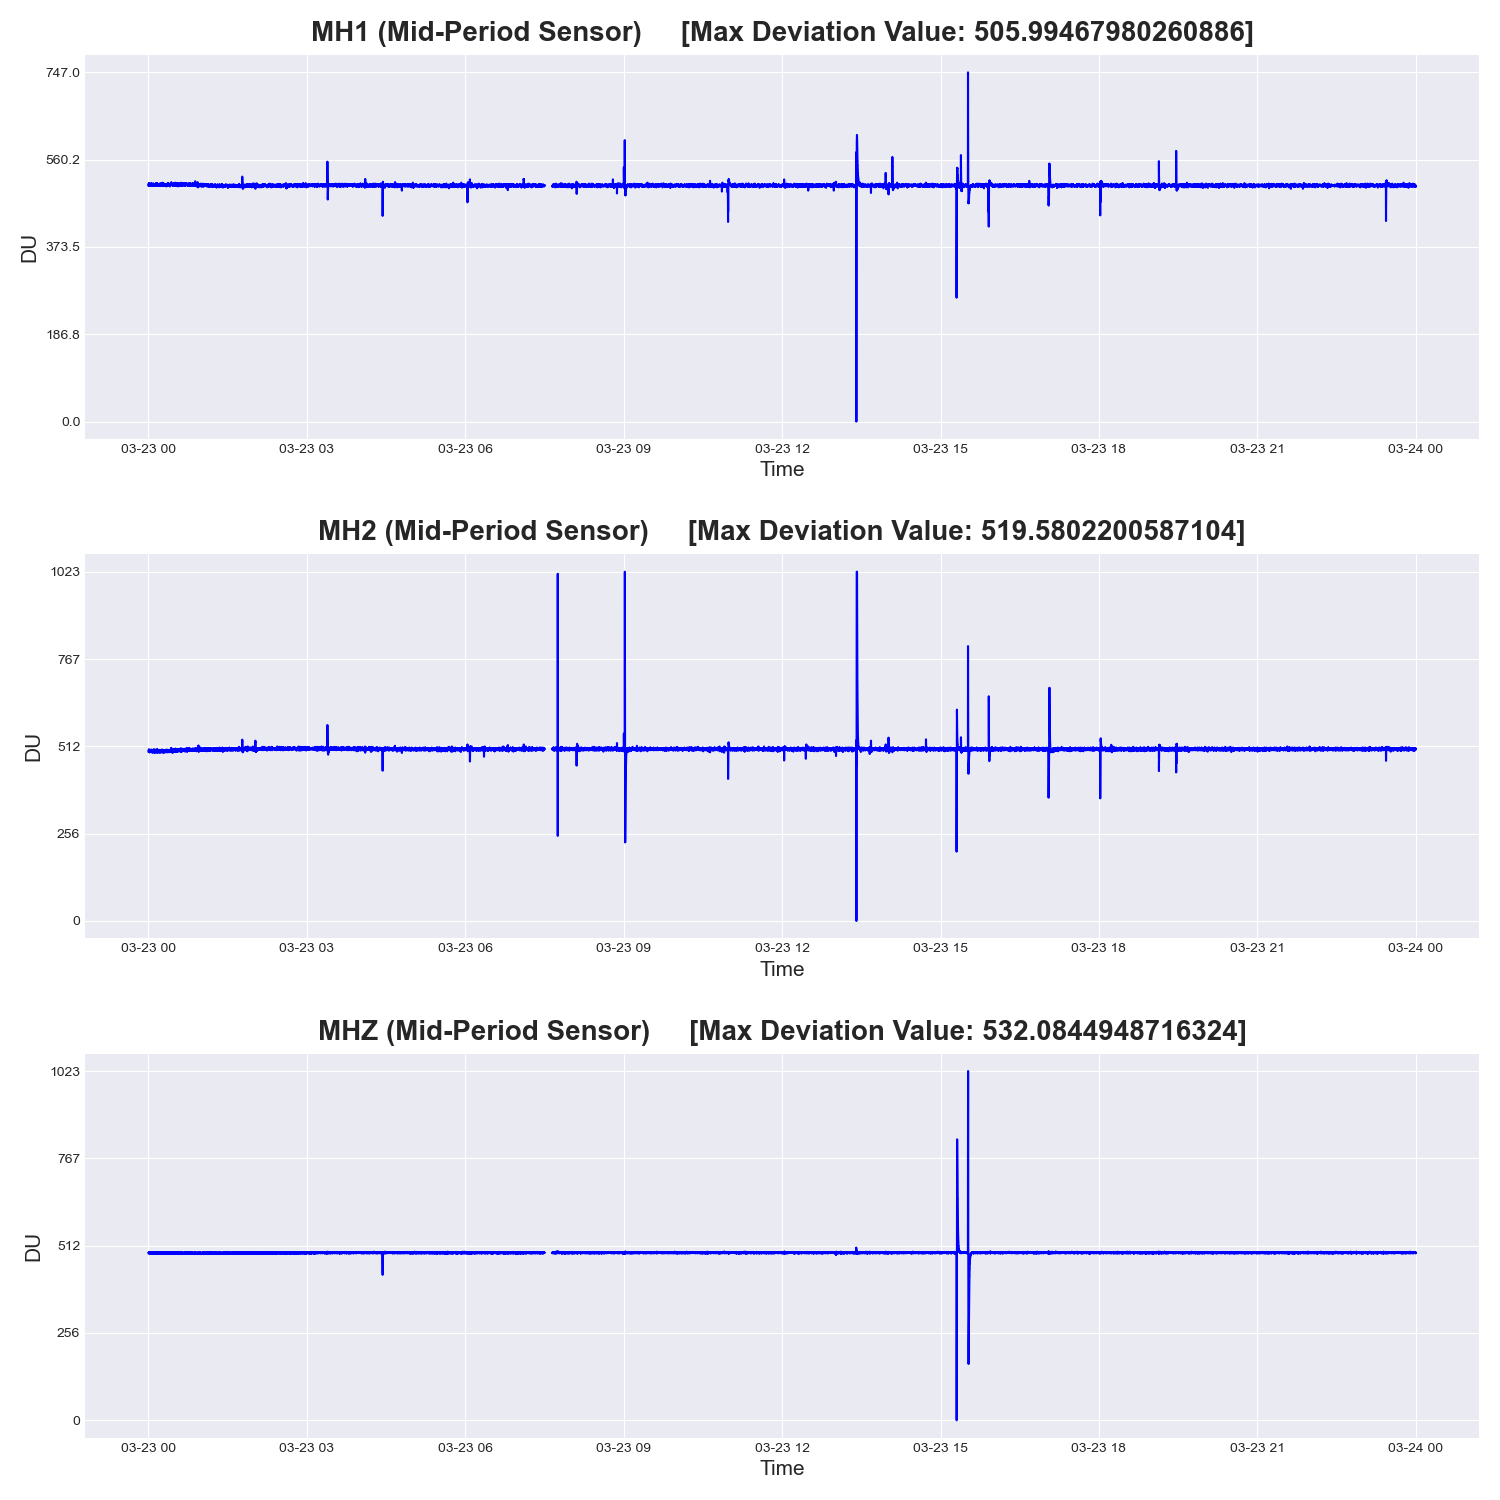 MH1 (Mid-Period Sensor) [Max Deviation Value: 505.99467980260886]
747.0
560.2
373.5
186.8
0.0
DU
03-23 00 03-23 03 03-23 06 03-23 09 03-23 12 03-23 15 03-23 18 03-23 21 03-24 00
Time
MH2 (Mid-Period Sensor) [Max Deviation Value: 519.5802200587104]
1023
767
512
256
0
DU
03-23 00 03-23 03 03-23 06 03-23 09 03-23 12 03-23 15 03-23 18 03-23 21 03-24 00
Time
MHZ (Mid-Period Sensor) [Max Deviation Value: 532.0844948716324]
1023
767
512
256
0
DU
03-23 00 03-23 03 03-23 06 03-23 09 03-23 12 03-23 15 03-23 18 03-23 21 03-24 00
Time